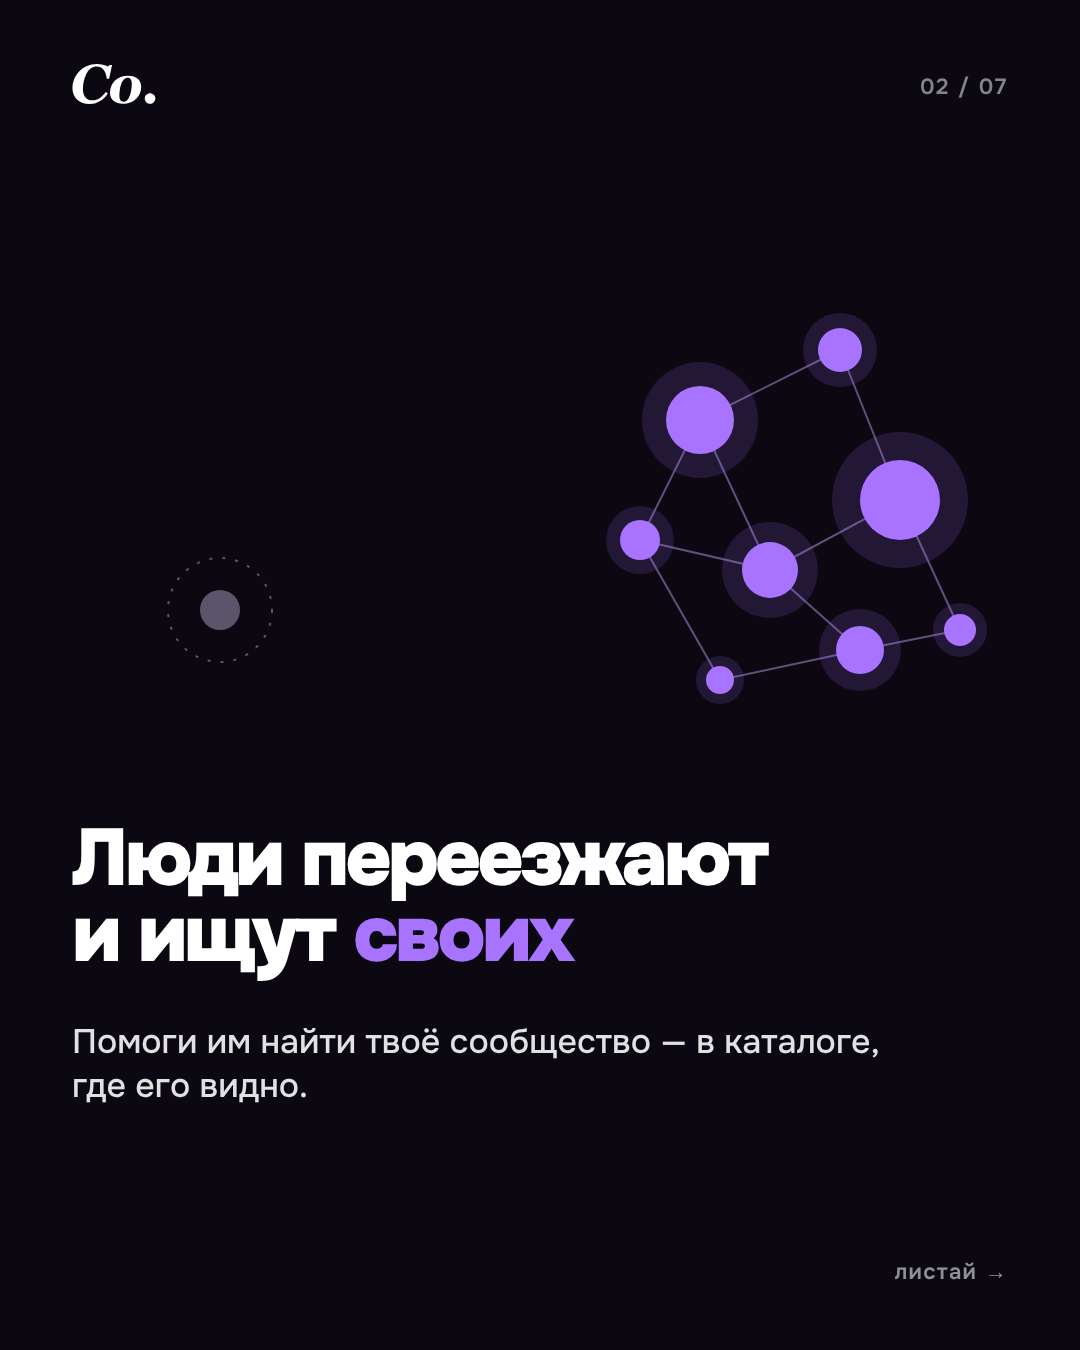 Co.
02 / 07
Люди переезжают
и ищут своих
Помоги им найти твоё сообщество — в каталоге,
где его видно.
листай →